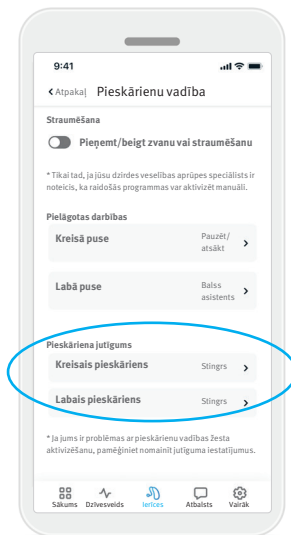 9:41
Atpakaļ Pieskārienu vadība
Straumēšana
Pieņemt/beigt zvanu vai straumēšanu
* Tikai tad, ja jūsu dzirdes veselības aprūpes speciālists ir
noteicis, ka raidošās programmas var aktivizēt manuāli.
Pielāgotas darbības
Kreisā puse Pauzēt/
atsākt
Labā puse Balss
asistents
Pieskāriena jutīgums
Kreisais pieskāriens Stingrs
Labais pieskāriens Stingrs
* Ja jums ir problēmas ar pieskārienu vadības žesta
aktivizēšanu, pamēģiniet nomainīt jutīguma iestatījumus.
Sākums Dzīvesveids Ierīces Atbalsts Vairāk